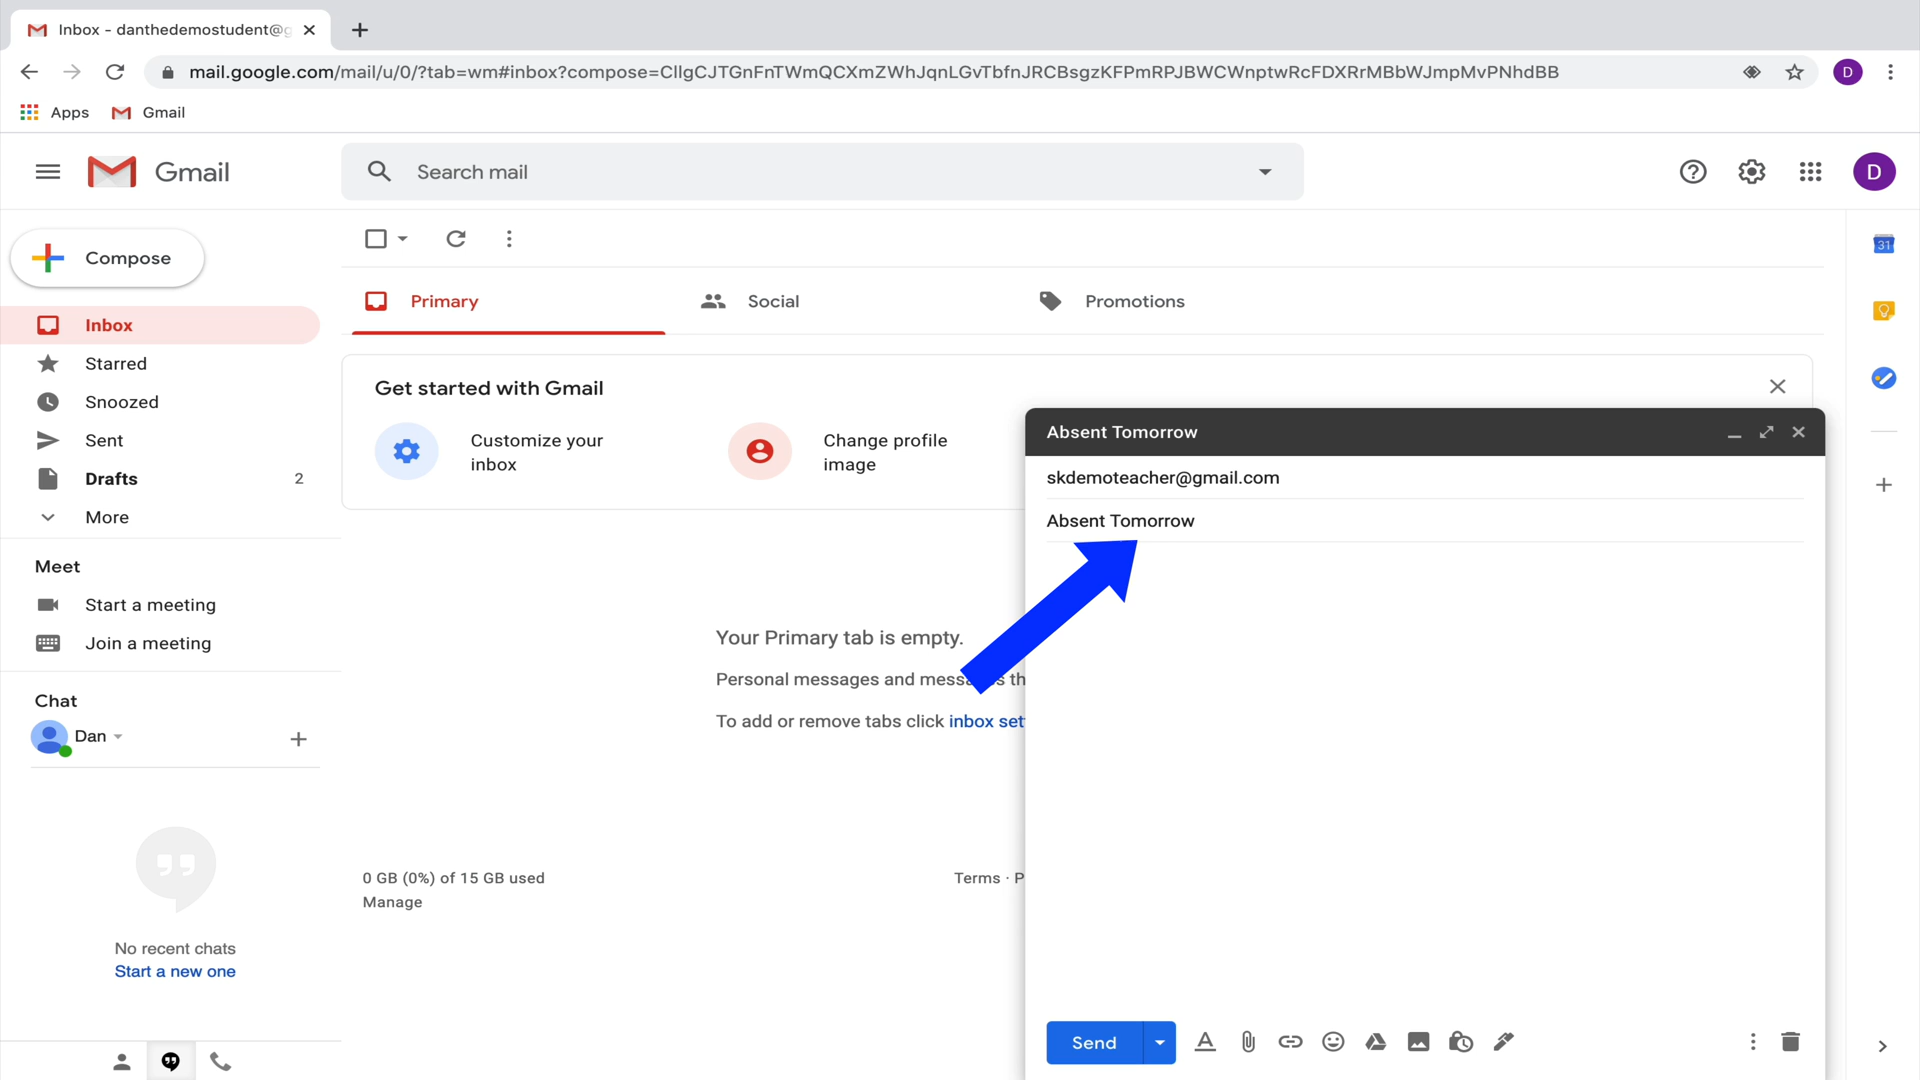 Inbox - danthedemostudent@g
mail.google.com/mail/u/0/?tab=wm#inbox?compose=CllgCJTGnFnTWmQCXmZWhJqnLGvTbfnJRCBsgzKFPmRPJBWCWnptwRcFDXRrMBbWJmpMvPNhdBB
D
Apps
Gmail
Gmail
Search mail
D
Compose
31
Primary
Social
Promotions
Inbox
Starred
Snoozed
Sent
Drafts 2
More
Get started with Gmail
Customize your
inbox
Change profile
image
Absent Tomorrow
skdemoteacher@gmail.com
Absent Tomorrow
Meet
Start a meeting
Join a meeting
Your Primary tab is empty.
Personal messages and messages th
To add or remove tabs click inbox set
Chat
Dan
0 GB (0%) of 15 GB used
Manage
Terms · P
No recent chats
Start a new one
Send